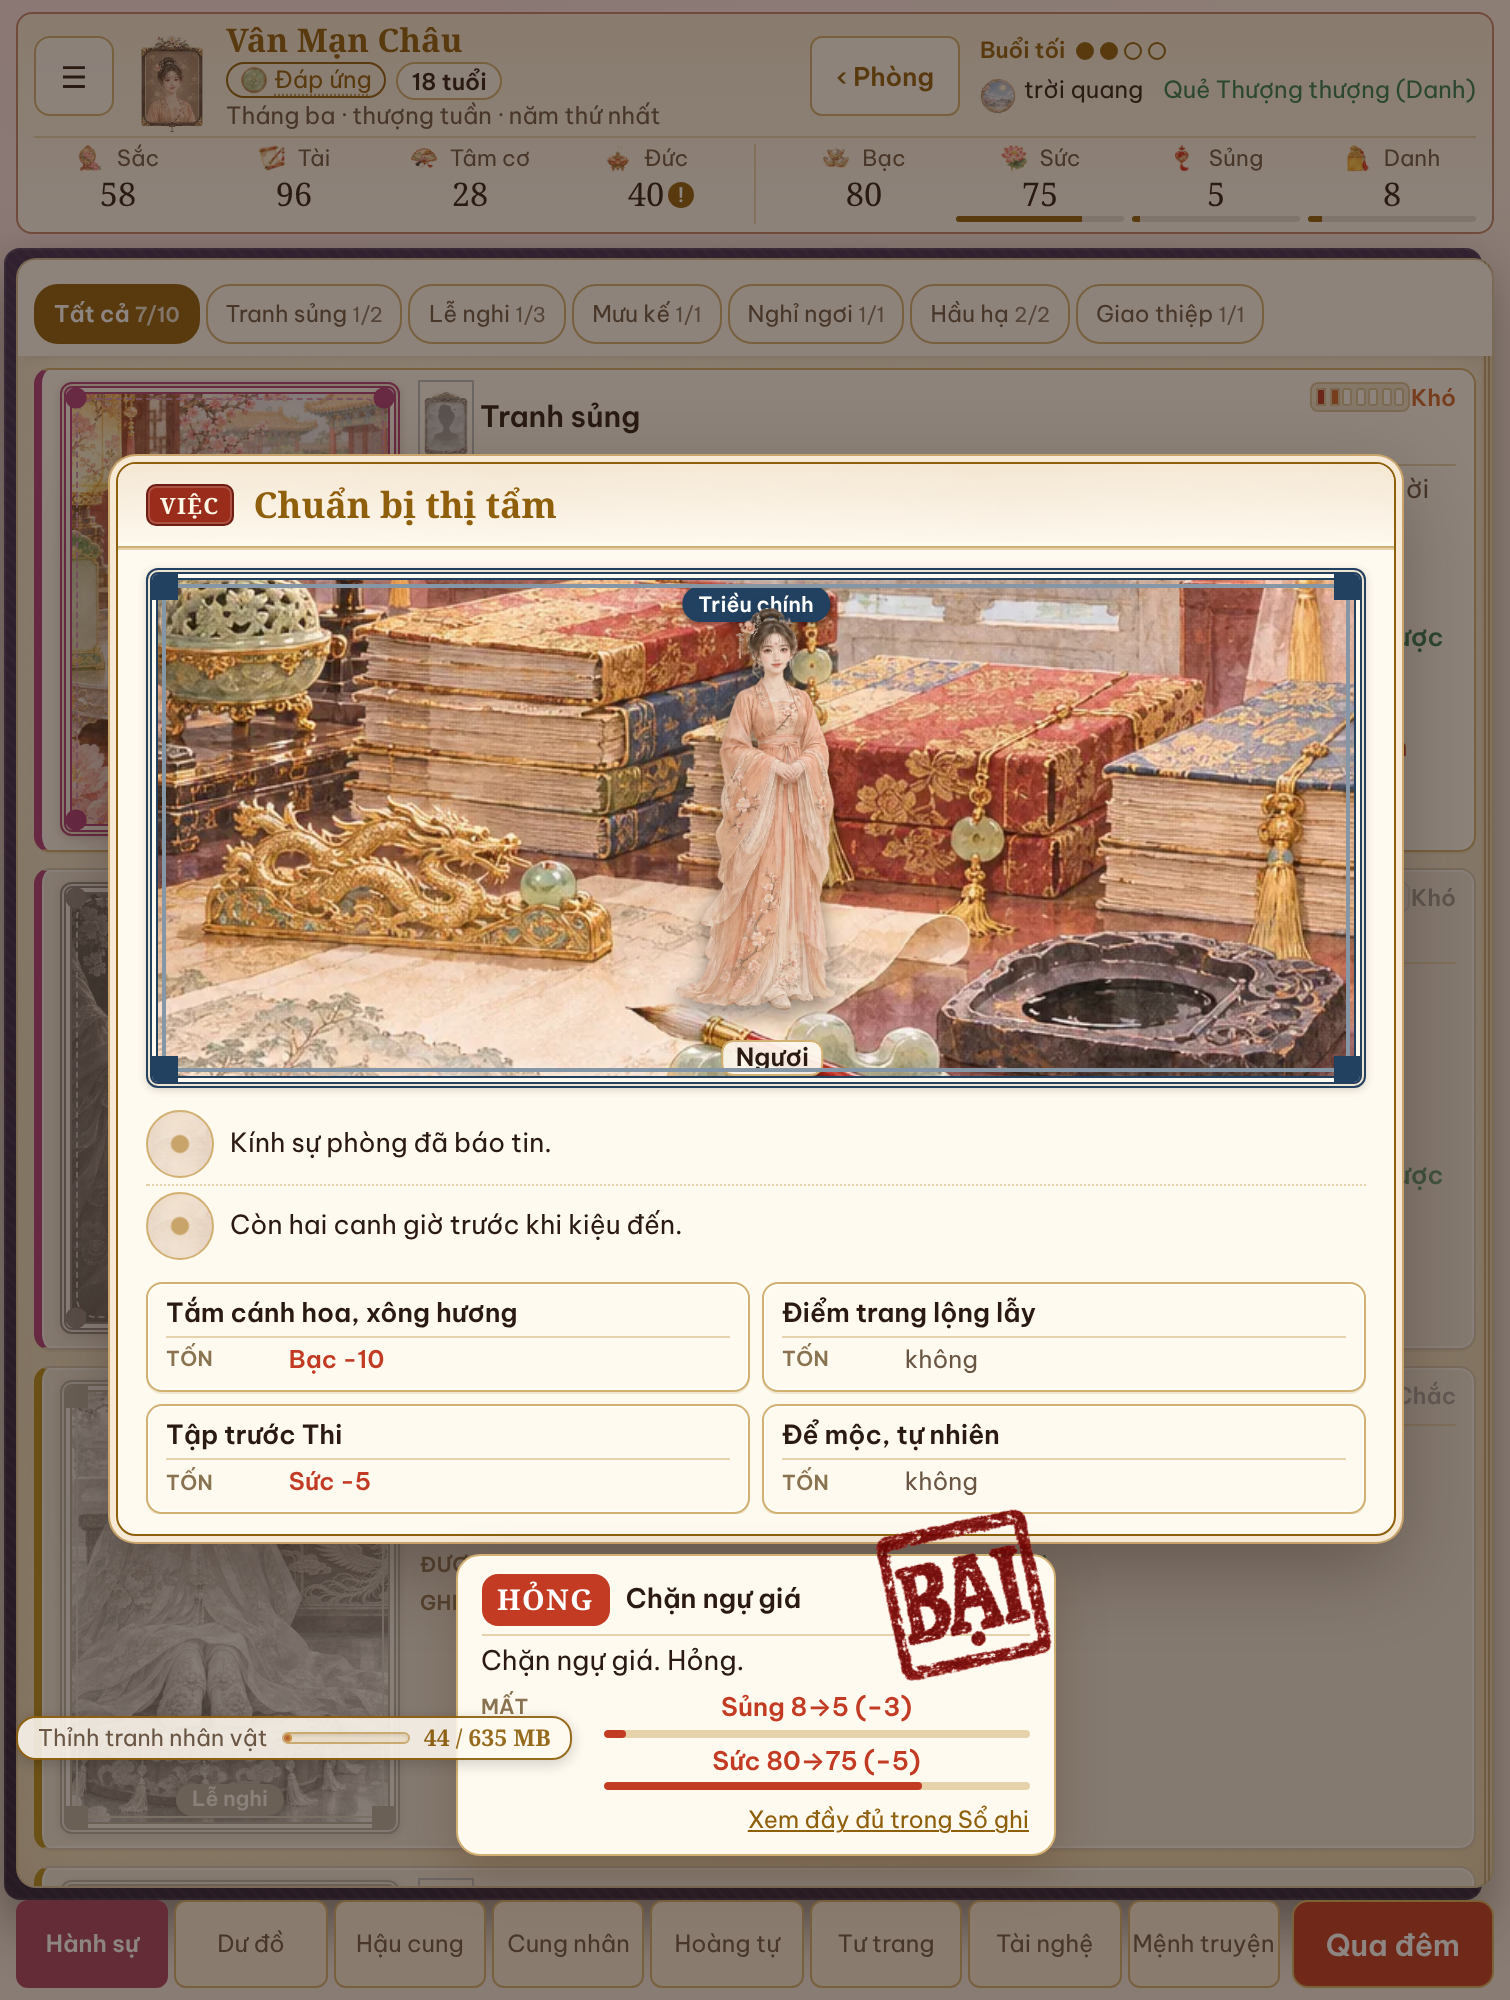 Vân Mạn Châu
Đáp ứng
18 tuổi
Tháng ba · thượng tuần · năm thứ nhất
‹ Phòng
Buổi tối
trời quang
Quẻ Thượng thượng (Danh)
Sắc
Tài
Tâm cơ
Đức
Bạc
Sức
Sủng
Danh
58
96
28
40
!
80
75
5
8
Tất cả 7/10
Tranh sủng 1/2
Lễ nghi 1/3
Mưu kế 1/1
Nghỉ ngơi 1/1
Hầu hạ 2/2
Giao thiệp 1/1
Tranh sủng
Khó
VIỆC
Chuẩn bị thị tẩm
Triều chính
Ngươi
Khó
Kính sự phòng đã báo tin.
Còn hai canh giờ trước khi kiệu đến.
Tắm cánh hoa, xông hương
TỐN Bạc -10
Điểm trang lộng lẫy
TỐN không
Tập trước Thi
TỐN Sức -5
Để mộc, tự nhiên
TỐN không
HỎNG
Chặn ngự giá
BẠI
Chặn ngự giá. Hỏng.
MẤT
Sủng 8→5 (-3)
Sức 80→75 (-5)
Xem đầy đủ trong Sổ ghi
Thỉnh tranh nhân vật
44 / 635 MB
Lễ nghi
Hành sự
Dư đồ
Hậu cung
Cung nhân
Hoàng tự
Tư trang
Tài nghệ
Mệnh truyện
Qua đêm